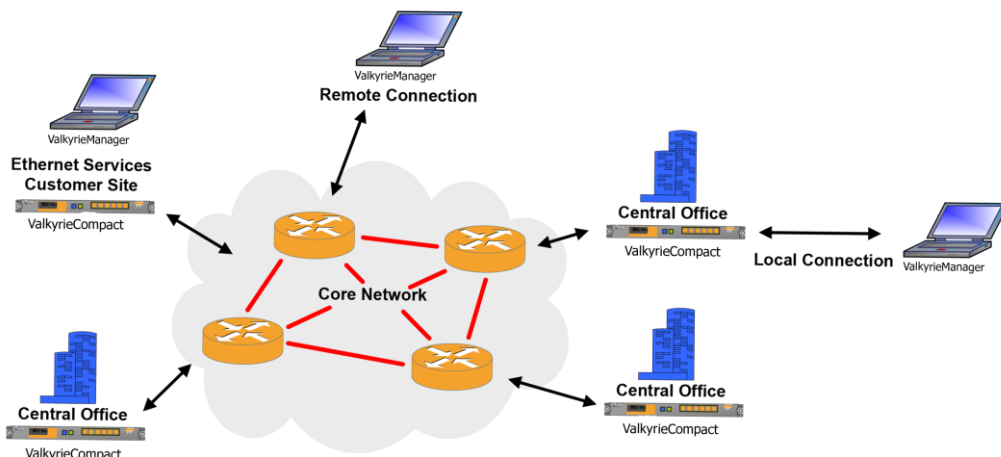 ValkyrieManager
Remote Connection
ValkyrieManager
Ethernet Services
Customer Site
ValkyrieCompact
Central Office
ValkyrieCompact
Local Connection
ValkyrieManager
Core Network
Central Office
ValkyrieCompact
Central Office
ValkyrieCompact